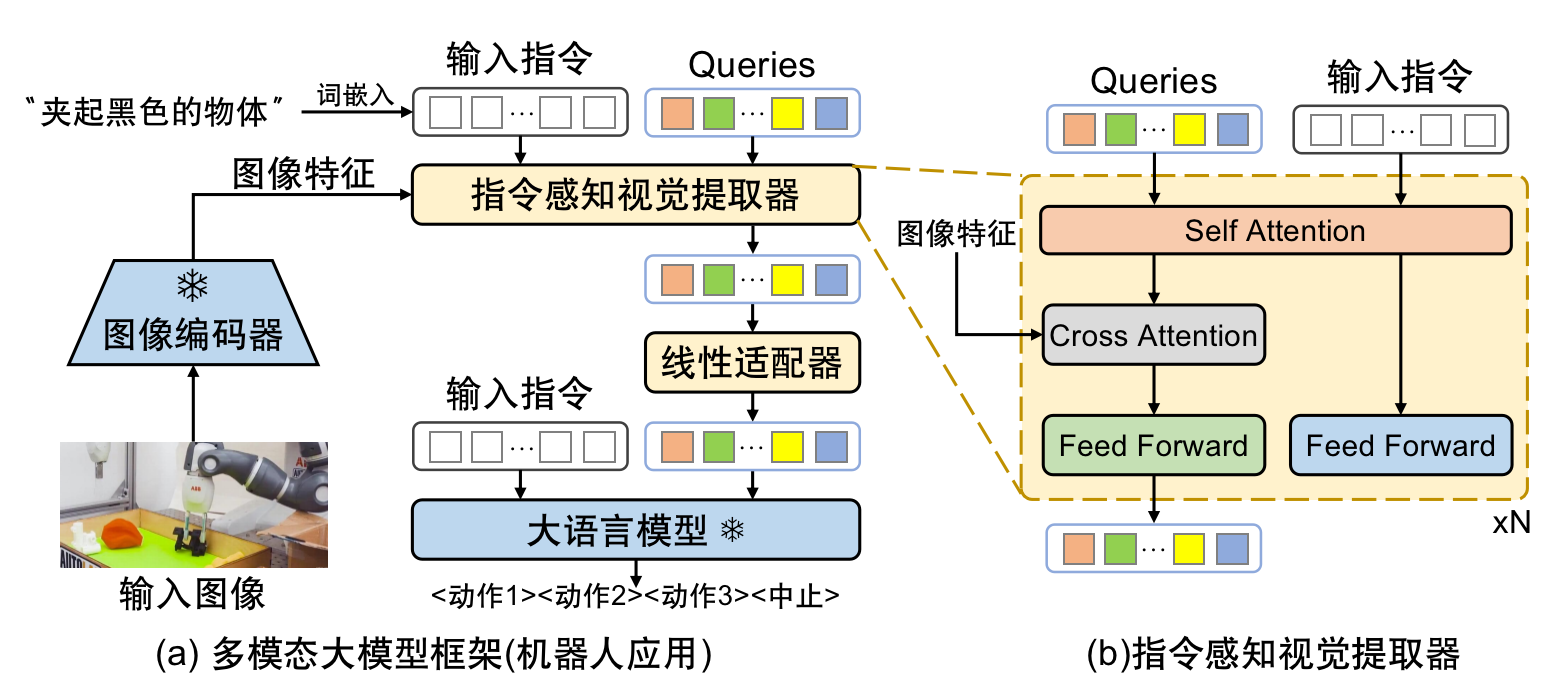 输入指令
Queries
〝夹起黑色的物体〞
词嵌入
图像特征
指令感知视觉提取器
图像编码器
线性适配器
输入指令
大语言模型
<动作1><动作2><动作3><中止>
ABB
输入图像
(a) 多模态大模型框架(机器人应用)
Queries
输入指令
图像特征
Self Attention
Cross Attention
Feed Forward
Feed Forward
xN
(b)指令感知视觉提取器